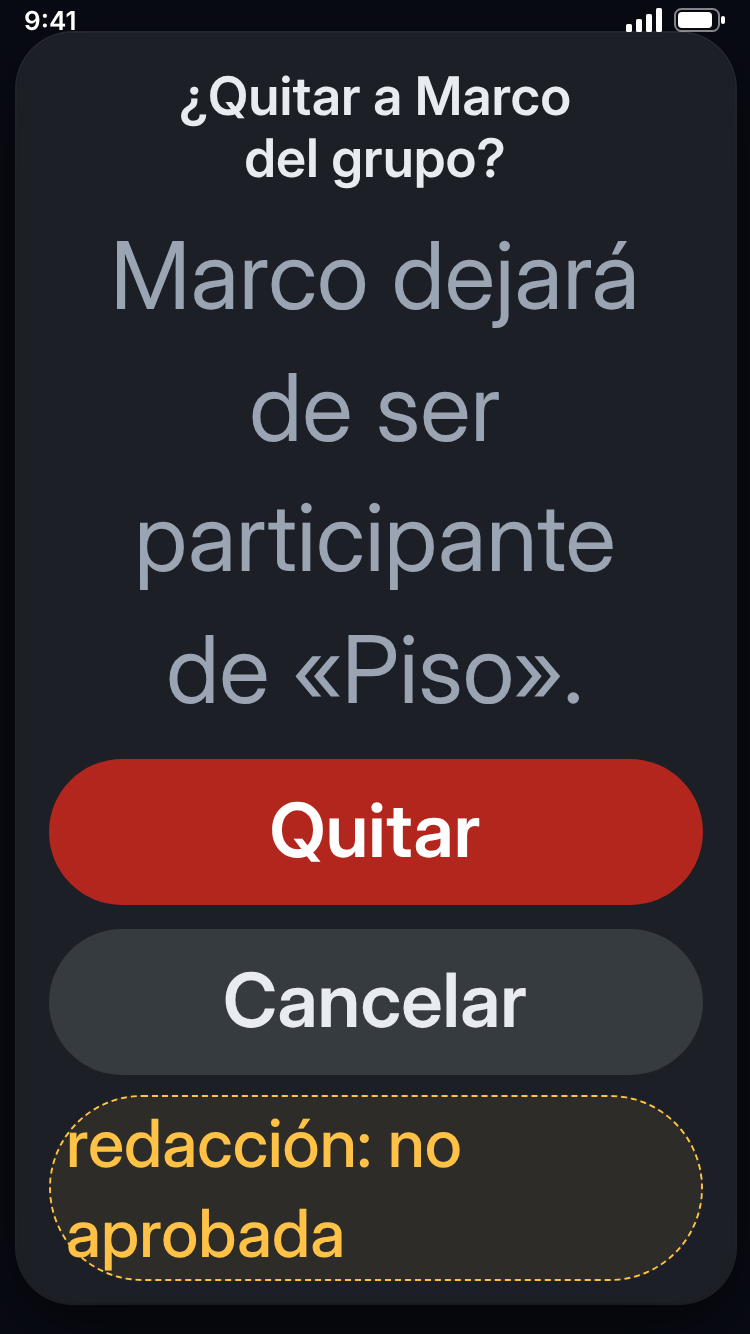 9:41
¿Quitar a Marco
del grupo?
Marco dejará
de ser
participante
de «Piso».
Quitar
Cancelar
redacción: no
aprobada